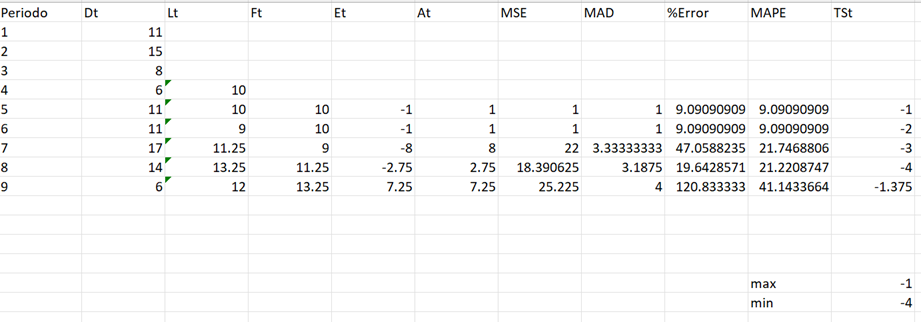 Periodo Dt Lt Ft Et At MSE MAD %Error MAPE TSt
1 11
2 15
3 8
4 6 10
5 11 10 10 -1 1 1 1 9.09090909 9.09090909 -1
6 11 9 10 -1 1 1 1 9.09090909 9.09090909 -2
7 17 11.25 9 -8 8 22 3.33333333 47.0588235 21.7468806 -3
8 14 13.25 11.25 -2.75 2.75 18.390625 3.1875 19.6428571 21.2208747 -4
9 6 12 13.25 7.25 7.25 25.225 4 120.833333 41.1433664 -1.375
max -1
min -4